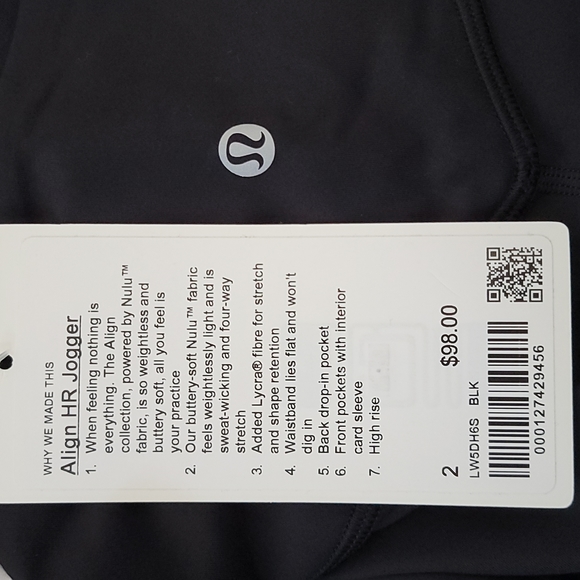 WHY WE MADE THIS
Align HR Jogger
1. When feeling nothing is
everything. The Align
collection, powered by Nulu™
fabric, is so weightless and
buttery soft, all you feel is
your practice
2. Our buttery-soft Nulu™ fabric
feels weightlessly light and is
sweat-wicking and four-way
stretch
3. Added Lycra® fibre for stretch
and shape retention
4. Waistband lies flat and won't
dig in
5. Back drop-in pocket
6. Front pockets with interior
card sleeve
7. High rise
2 $98.00
LW5DH6S BLK
000127429456